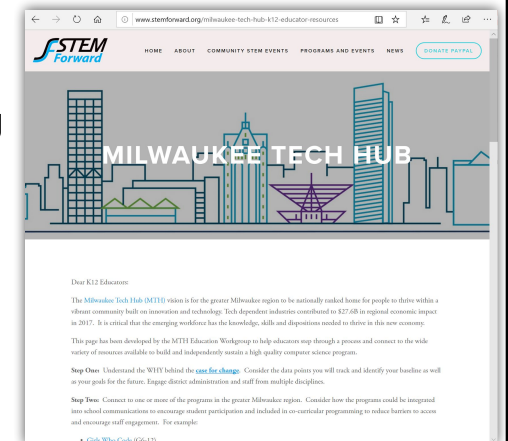 www.stemforward.org/milwaukee-tech-hub-k12-educator-resources
STEM
Forward
HOME ABOUT COMMUNITY STEM EVENTS PROGRAMS AND EVENTS NEWS DONATE PAYPAL
MILWAUKEE TECH HUB
Dear K12 Educators:
The Milwaukee Tech Hub (MTH) vision is for the greater Milwaukee region to be nationally ranked home for people to thrive within a
vibrant community built on innovation and technology. Tech dependent industries contributed to $27.6B in regional economic impact
in 2017. It is critical that the emerging workforce has the knowledge, skills and dispositions needed to thrive in this new economy.
This page has been developed by the MTH Education Workgroup to help educators step through a process and connect to the wide
variety of resources available to build and independently sustain a high quality computer science program.
Step One: Understand the WHY behind the case for change. Consider the data points you will track and identify your baseline as well
as your goals for the future. Engage district administration and staff from multiple disciplines.
Step Two: Connect to one or more of the programs in the greater Milwaukee region. Consider how the programs could be integrated
into school communications to encourage student participation and included in co-curricular programming to reduce barriers to access
and encourage staff engagement. For example:
• Girls Who Code (G6-12)